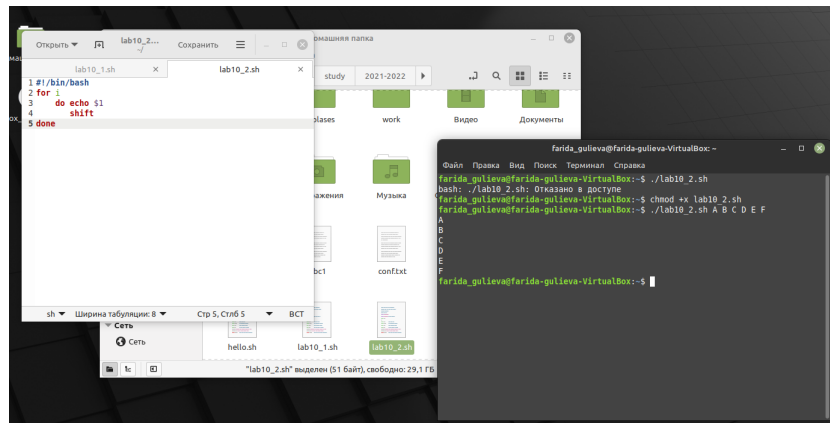 Открыть
lab10_2...
~/
Сохранить
lab10_1.sh
lab10_2.sh
1 #!/bin/bash
2 for i
3     do echo $1
4        shift
5 done
sh
Ширина табуляции: 8
Стр 5, Стлб 5
ВСТ
омашняя папка
study
2021-2022
work
Видео
Документы
Музыка
conf.txt
Сеть
Сеть
hello.sh
lab10_1.sh
lab10_2.sh
"lab10_2.sh" выделен (51 байт), свободно: 29,1 ГБ
farida_gulieva@farida-gulieva-VirtualBox: ~
Файл Правка Вид Поиск Терминал Справка
farida_gulieva@farida-gulieva-VirtualBox:~$ ./lab10_2.sh
bash: ./lab10_2.sh: Отказано в доступе
farida_gulieva@farida-gulieva-VirtualBox:~$ chmod +x lab10_2.sh
farida_gulieva@farida-gulieva-VirtualBox:~$ ./lab10_2.sh A B C D E F
A
B
C
D
E
F
farida_gulieva@farida-gulieva-VirtualBox:~$